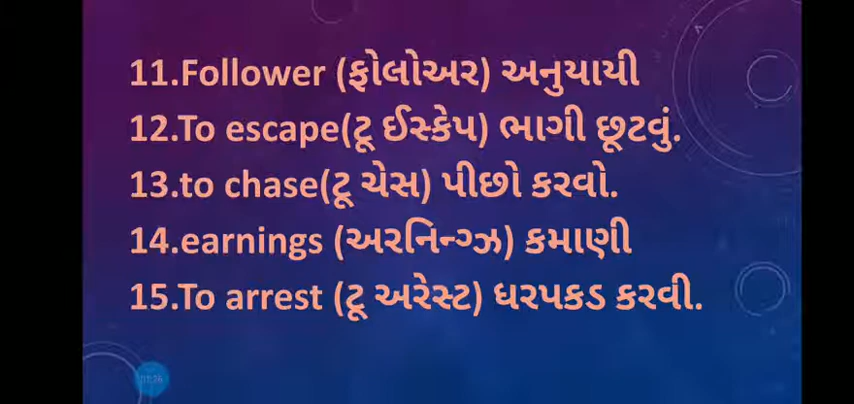 11.Follower (ફોલોઅર) અનુયાયી
12.To escape(ટૂ ઈસ્કેપ) ભાગી છૂટવું.
13.to chase(ટૂ ચેસ) પીછો કરવો.
14.earnings (અરનિન્ગ્ઝ) કમાણી
15.To arrest (ટૂ અરેસ્ટ) ધરપકડ કરવી.